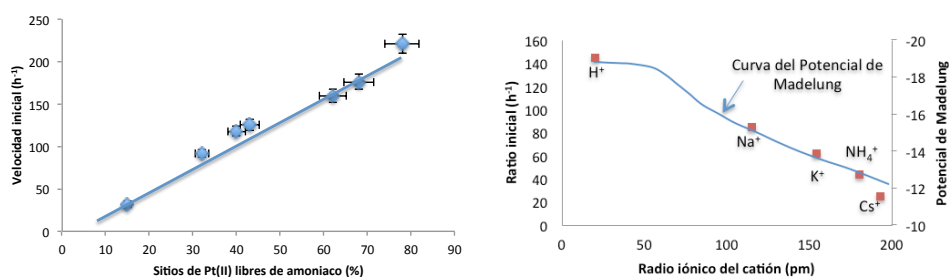 250
200
150
100
50
0
0 10 20 30 40 50 60 70 80 90
Velocidad inicial (h⁻¹)
Sitios de Pt(II) libres de amoniaco (%)
160
140
120
100
80
60
40
20
0
0 50 100 150 200
Ratio inicial (h⁻¹)
Radio iónico del catión (pm)
H⁺
Curva del Potencial de
Madelung
Na⁺
K⁺
NH₄⁺
Cs⁺
-20
-18
-16
-14
-12
-10
Potencial de Madelung